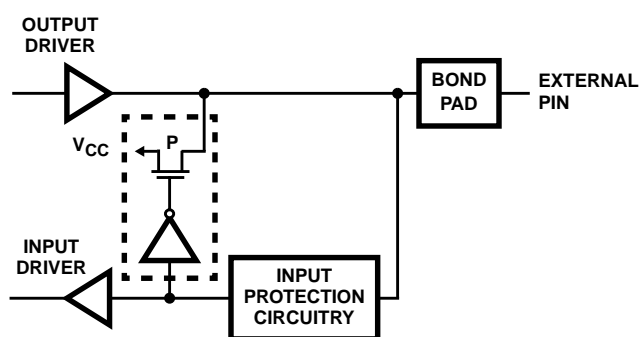 OUTPUT
DRIVER
BOND
PAD
EXTERNAL
PIN
VCC
P
INPUT
DRIVER
INPUT
PROTECTION
CIRCUITRY